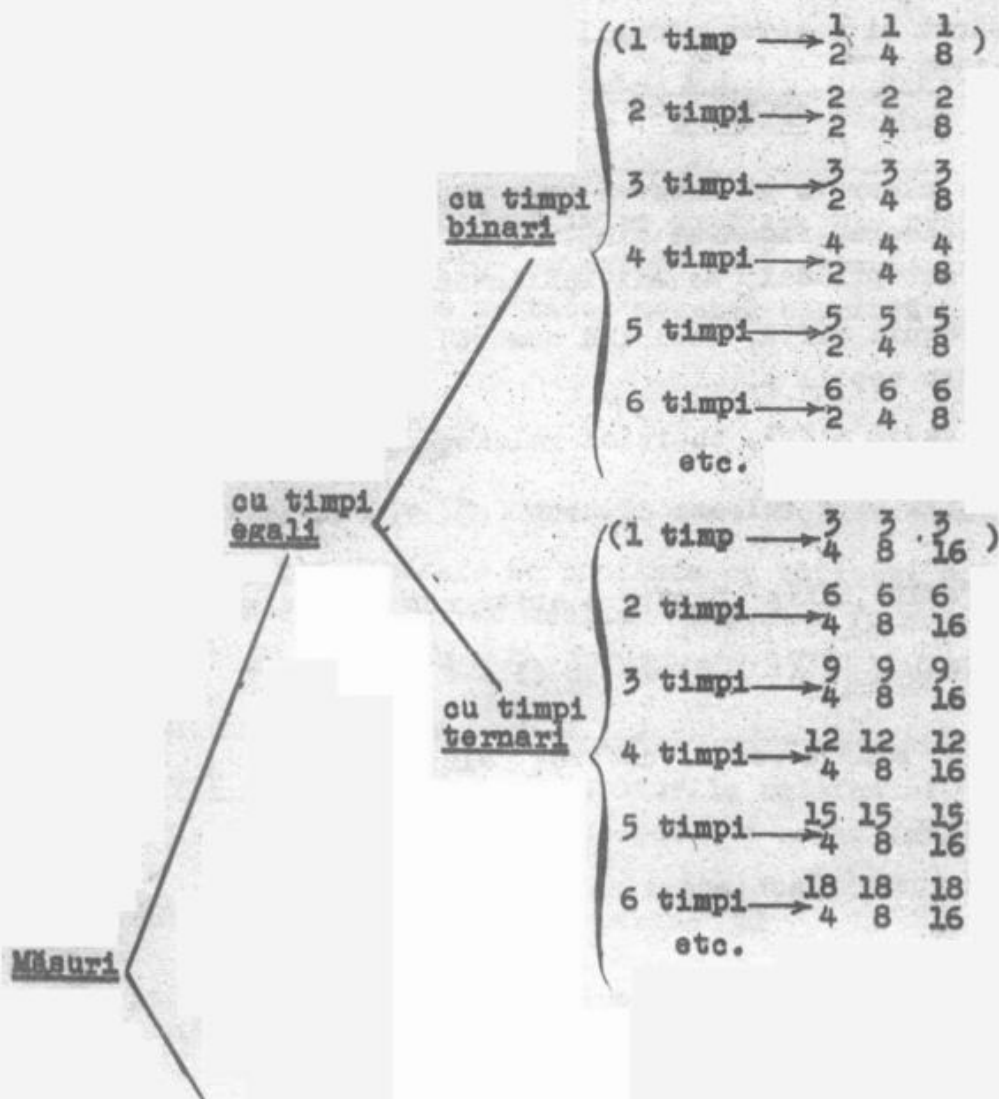 (1 timp → 1/2 1/4 1/8 )
2 timpi → 2/2 2/4 2/8
cu timpi
binari
3 timpi → 3/2 3/4 3/8
4 timpi → 4/2 4/4 4/8
5 timpi → 5/2 5/4 5/8
6 timpi → 6/2 6/4 6/8
etc.
cu timpi
egali
(1 timp → 3/4 3/8 3/16 )
2 timpi → 6/4 6/8 6/16
3 timpi → 9/4 9/8 9/16
cu timpi
ternari
4 timpi → 12/4 12/8 12/16
5 timpi → 15/4 15/8 15/16
6 timpi → 18/4 18/8 18/16
etc.
Măsuri